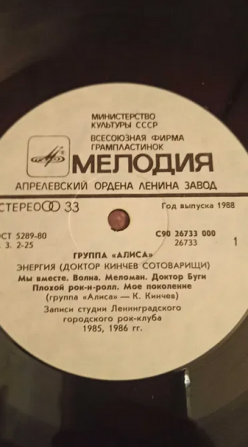 МИНИСТЕРСТВО
КУЛЬТУРЫ СССР
ВСЕСОЮЗНАЯ ФИРМА
ГРАМПЛАСТИНОК
МЕЛОДИЯ
АПРЕЛЕВСКИЙ ОРДЕНА ЛЕНИНА ЗАВОД
СТЕРЕО 33
Год выпуска 1988
ОСТ 5289-80
С90 26733 000
З. 2-25
26733
1
ГРУППА «АЛИСА»
ЭНЕРГИЯ (ДОКТОР КИНЧЕВ СОТОВАРИЩИ)
Мы вместе. Волна. Меломан. Доктор Буги
Плохой рок-н-ролл. Мое поколение
(группа «Алиса» — К. Кинчев)
Записи студии Ленинградского
городского рок-клуба
1985, 1986 гг.